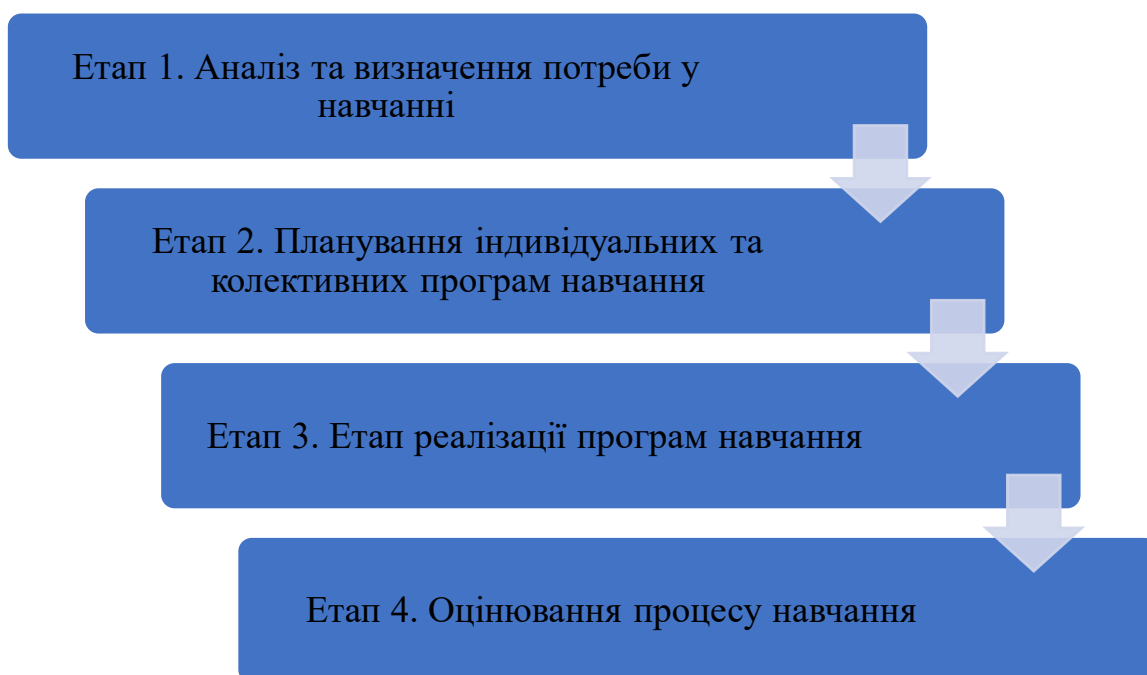 Етап 1. Аналіз та визначення потреби у
навчанні
Етап 2. Планування індивідуальних та
колективних програм навчання
Етап 3. Етап реалізації програм навчання
Етап 4. Оцінювання процесу навчання